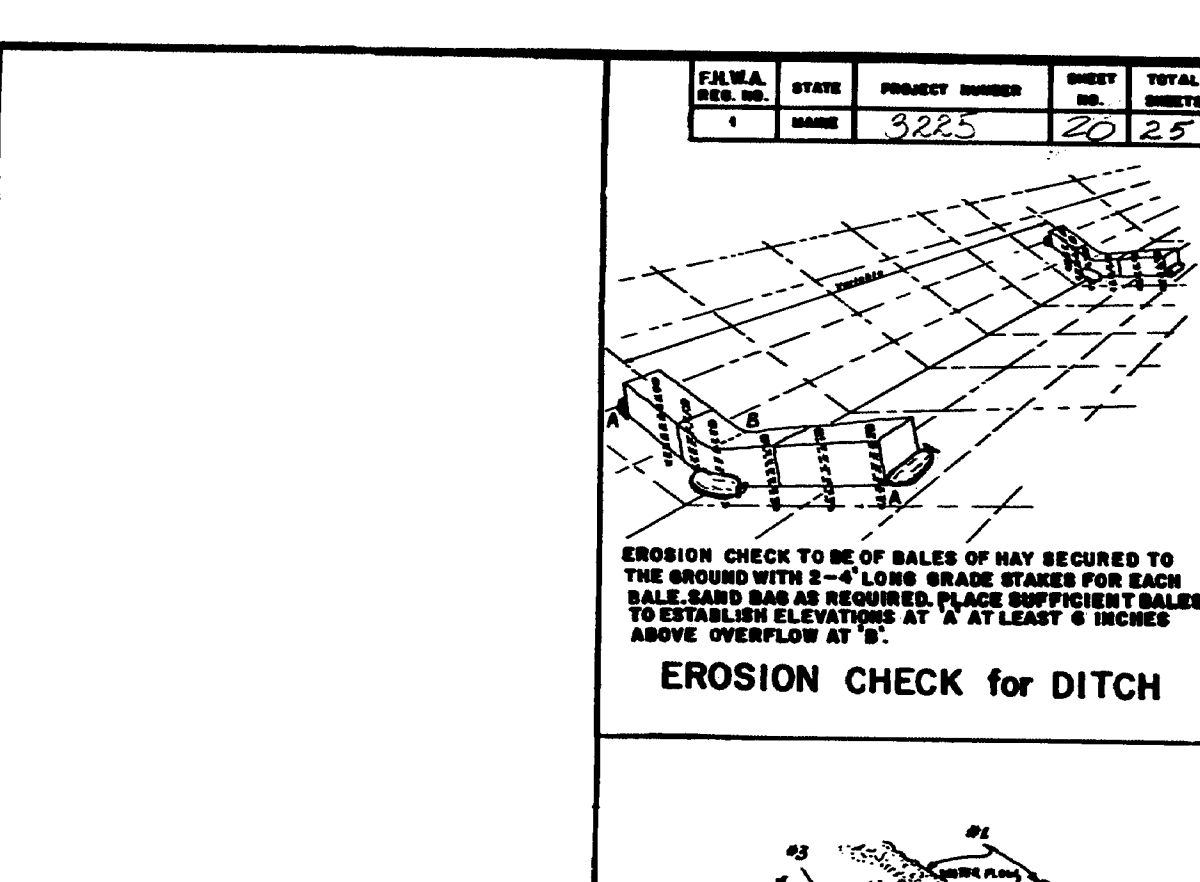 F.H.W.A. REG. NO. STATE PROJECT NUMBER SHEET NO. TOTAL SHEETS
1 MAINE 3225 20 25
Variable
A
B
A
EROSION CHECK TO BE OF BALES OF HAY SECURED TO
THE GROUND WITH 2-4' LONG GRADE STAKES FOR EACH
BALE. SAND BAG AS REQUIRED. PLACE SUFFICIENT BALES
TO ESTABLISH ELEVATIONS AT 'A' AT LEAST 6 INCHES
ABOVE OVERFLOW AT 'B'.
EROSION CHECK for DITCH
#1
#3
WATER FLOW